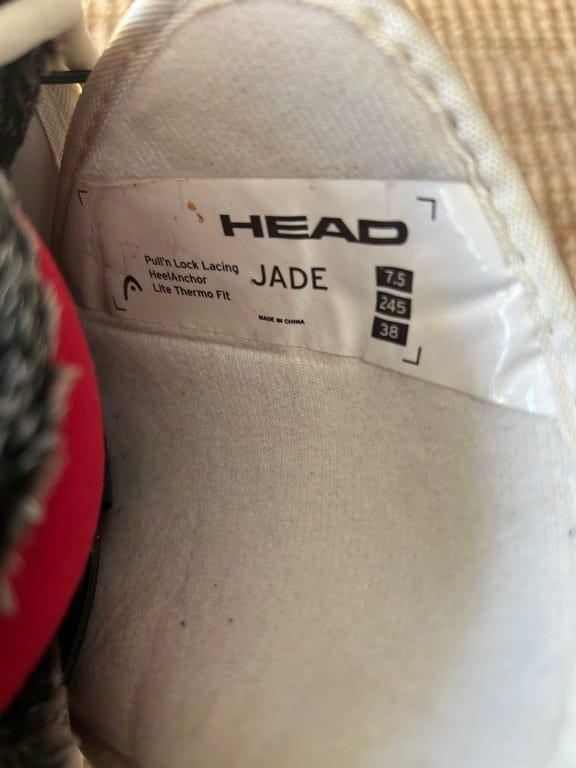 HEAD
Pull'n Lock Lacing
HeelAnchor
Lite Thermo Fit
JADE
7.5
245
38
MADE IN CHINA